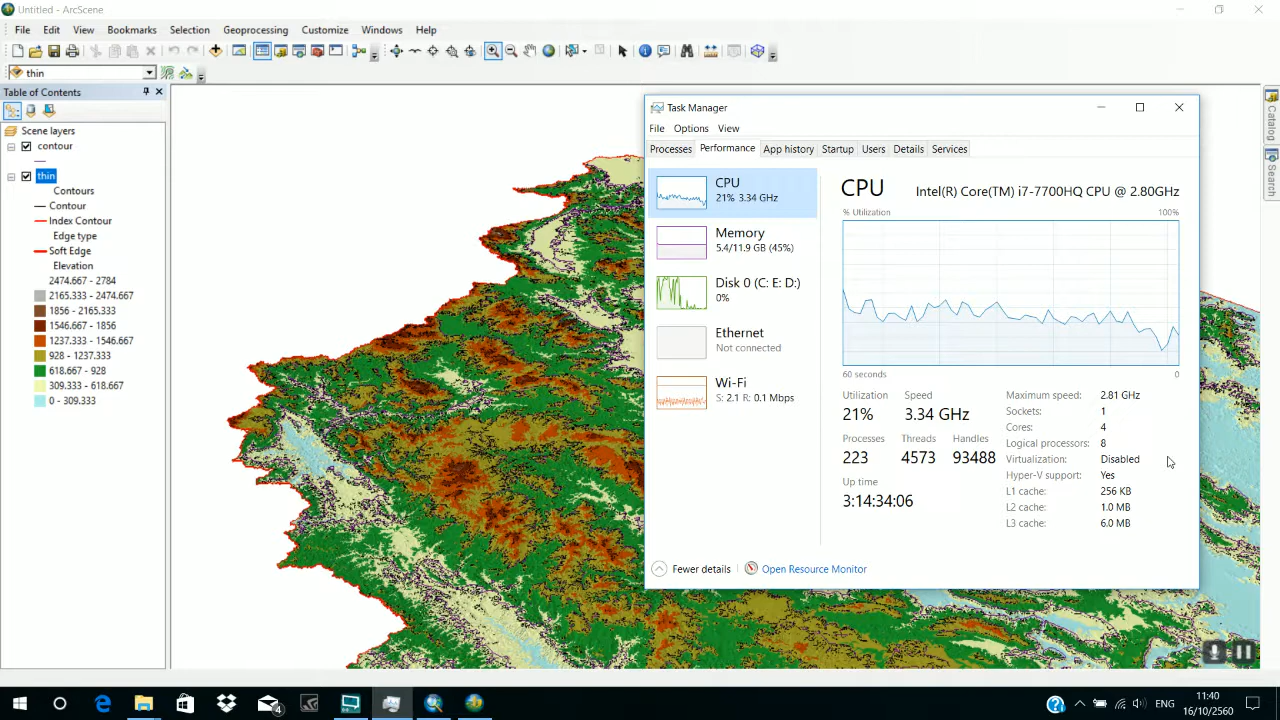 Untitled - ArcScene
File Edit View Bookmarks Selection Geoprocessing Customize Windows Help
thin
Table of Contents
Scene layers
contour
thin
Contours
Contour
Index Contour
Edge type
Soft Edge
Elevation
2474.667 - 2784
2165.333 - 2474.667
1856 - 2165.333
1546.667 - 1856
1237.333 - 1546.667
928 - 1237.333
618.667 - 928
309.333 - 618.667
0 - 309.333
Catalog
Search
Task Manager
File Options View
Processes Performance App history Startup Users Details Services
CPU
21% 3.34 GHz
Memory
5.4/11.9 GB (45%)
Disk 0 (C: E: D:)
0%
Ethernet
Not connected
Wi-Fi
S: 2.1 R: 0.1 Mbps
CPU Intel(R) Core(TM) i7-7700HQ CPU @ 2.80GHz
% Utilization 100%
60 seconds 0
Utilization Speed
21% 3.34 GHz
Processes Threads Handles
223 4573 93488
Up time
3:14:34:06
Maximum speed: 2.81 GHz
Sockets: 1
Cores: 4
Logical processors: 8
Virtualization: Disabled
Hyper-V support: Yes
L1 cache: 256 KB
L2 cache: 1.0 MB
L3 cache: 6.0 MB
Fewer details Open Resource Monitor
4
ENG
11:40
16/10/2560